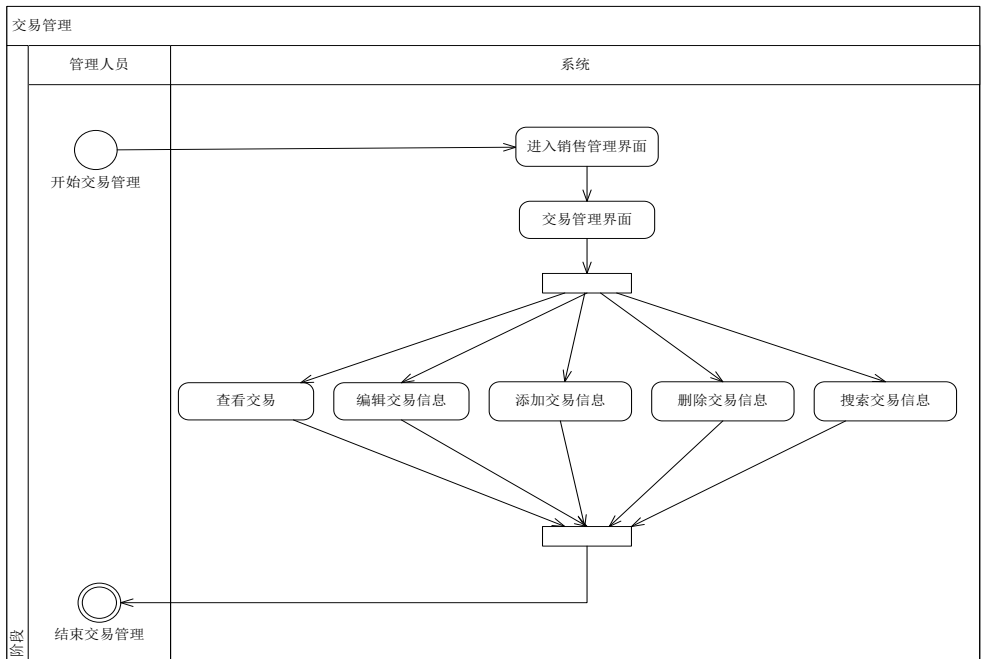 交易管理
管理人员
系统
进入销售管理界面
开始交易管理
交易管理界面
查看交易
编辑交易信息
添加交易信息
删除交易信息
搜索交易信息
结束交易管理
阶段